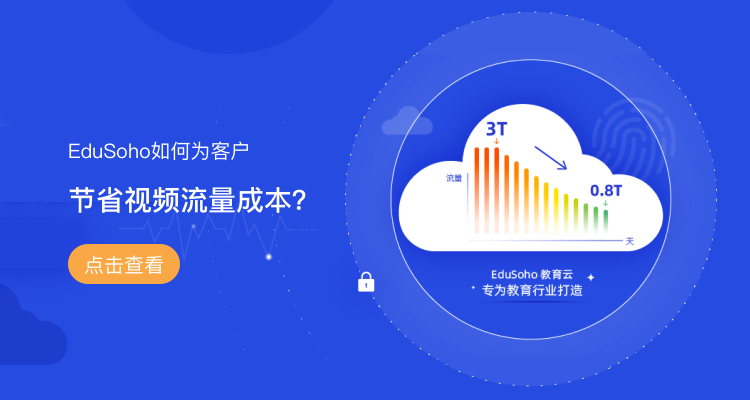 EduSoho如何为客户
节省视频流量成本?
点击查看
3T
流量
0.8T
天
EduSoho 教育云
专为教育行业打造